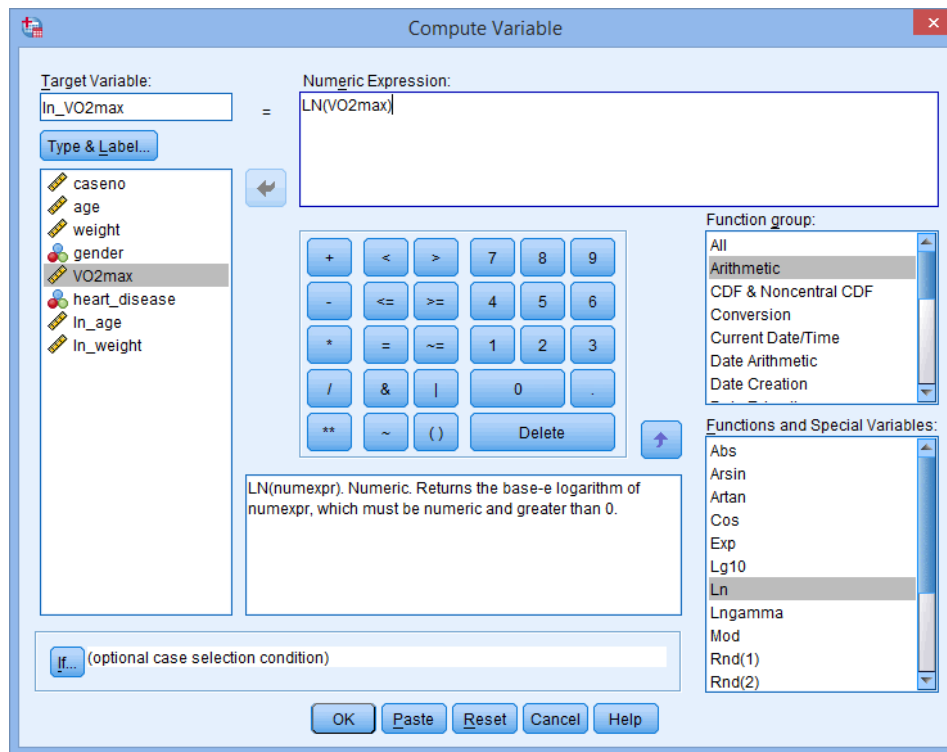 Compute Variable
Target Variable:
ln_VO2max
=
Numeric Expression:
LN(VO2max)
Type & Label...
caseno
age
weight
gender
VO2max
heart_disease
ln_age
ln_weight
+ < > 7 8 9
- <= >= 4 5 6
* = ~= 1 2 3
/ & | 0 .
** ~ ( ) Delete
LN(numexpr). Numeric. Returns the base-e logarithm of
numexpr, which must be numeric and greater than 0.
Function group:
All
Arithmetic
CDF & Noncentral CDF
Conversion
Current Date/Time
Date Arithmetic
Date Creation
Functions and Special Variables:
Abs
Arsin
Artan
Cos
Exp
Lg10
Ln
Lngamma
Mod
Rnd(1)
Rnd(2)
If... (optional case selection condition)
OK Paste Reset Cancel Help